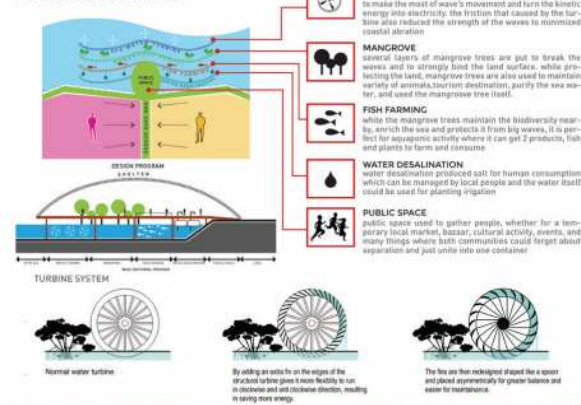 to make the most of wave's movement and turn the kinetic
energy into electricity. the friction that caused by the tur-
bine also reduced the strength of the waves to minimized
coastal abration
MANGROVE
several layers of mangrove trees are put to break the
waves and to strongly bind the land surface. while pro-
tecting the land, mangrove trees are also used to maintain
variety of animals,tourism destination, purify the sea wa-
ter, and used the mangroove tree itself.
FISH FARMING
while the mangrove trees maintain the biodiversity near-
by, enrich the sea and protects it from big waves, it is per-
fect for aquaponic activity where it can get 2 products, fish
and plants to farm and consume
WATER DESALINATION
water desalination produced salt for human consumption
which can be managed by local people and the water itself
could be used for planting irigation
PUBLIC SPACE
public space used to gather people, whether for a tem-
porary local market, bazaar, cultural activity, events, and
many things where both communities could forget about
separation and just unite into one container
PUBLIC
SPACE
DESIGN PROGRAM
SHELTER
TURBINE SYSTEM
Normal water turbine
By adding an extra fin on the edges of the
structural turbine gives it more flexibility to run
in clockwise and anti clockwise direction, resulting
in saving more energy.
The fins are then redesigned shaped like a spoon
and placed asymmetrically for greater balance and
easier for maintainance.